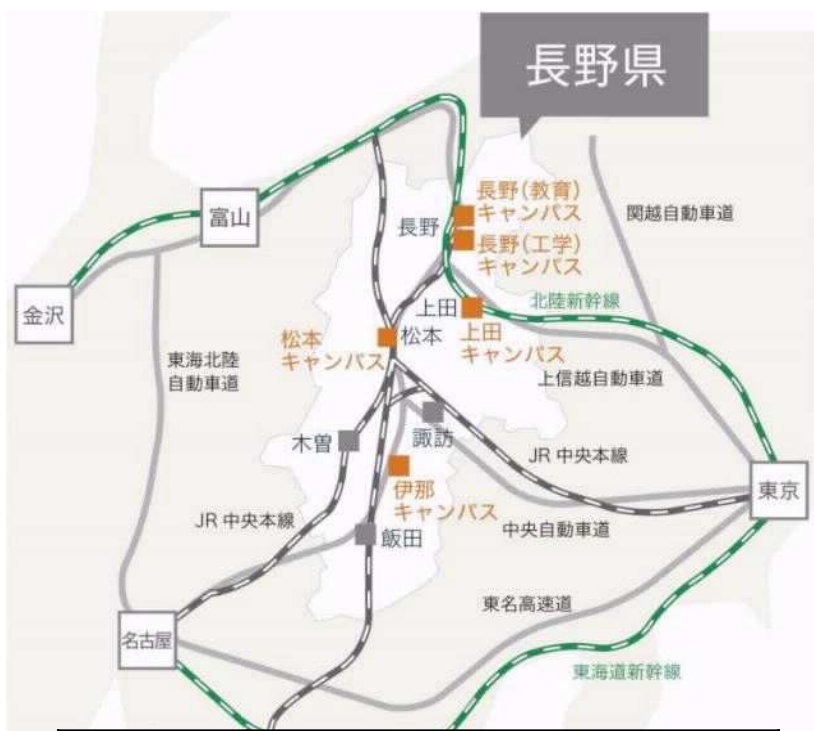 長野県
長野(教育)
キャンパス
長野
長野(工学)
キャンパス
関越自動車道
富山
北陸新幹線
金沢
上田
上田
キャンパス
松本
松本
キャンパス
東海北陸
自動車道
上信越自動車道
諏訪
木曽
JR中央本線
東京
伊那
キャンパス
JR中央本線
中央自動車道
飯田
東名高速道
名古屋
東海道新幹線